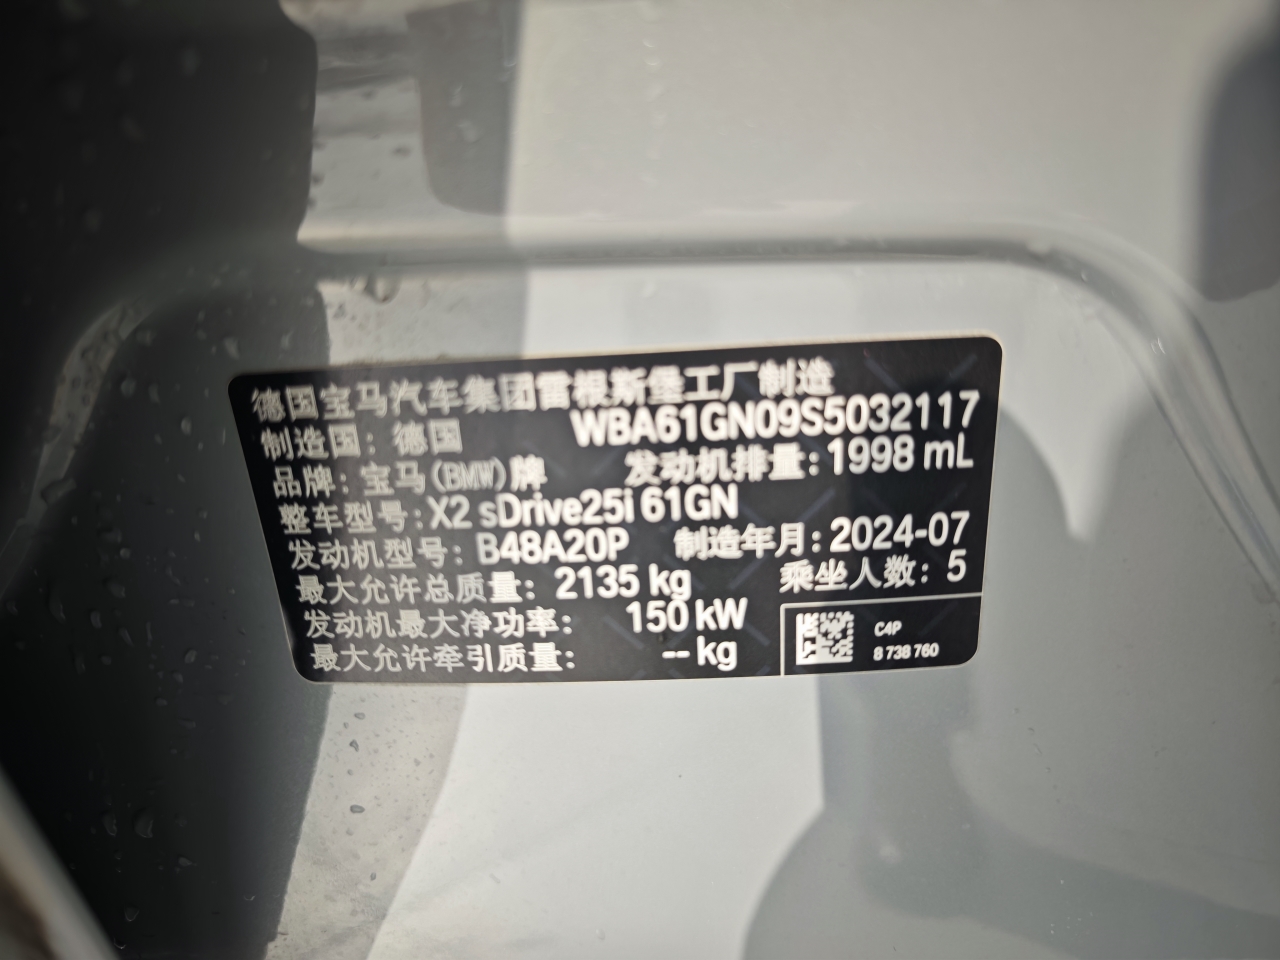 德国宝马汽车集团雷根斯堡工厂制造
制造国：德国 WBA61GN09S5032117
品牌：宝马(BMW)牌 发动机排量：1998 mL
整车型号：X2 sDrive25i 61GN
发动机型号：B48A20P 制造年月：2024-07
最大允许总质量：2135 kg 乘坐人数：5
发动机最大净功率： 150 kW
最大允许牵引质量： -- kg
C4P
8 738 760